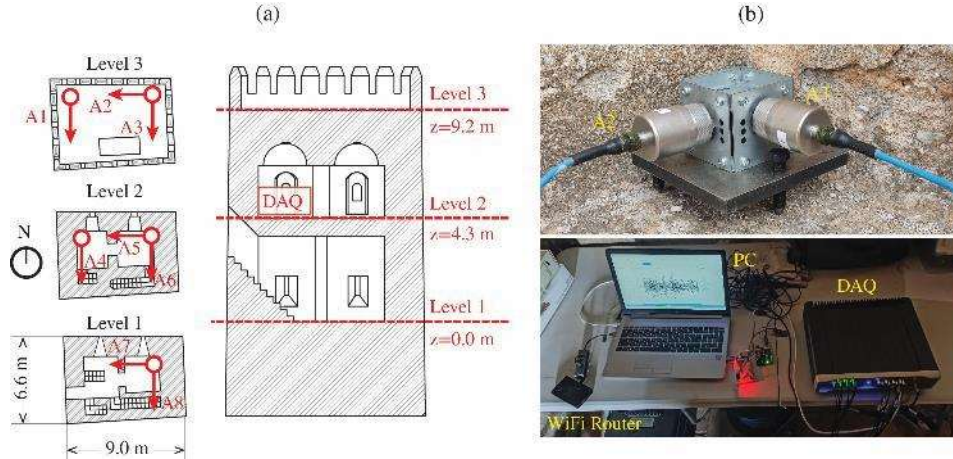 (a)
(b)
Level 3
A1
A2
A3
Level 2
N
A4
A5
A6
Level 1
A7
A8
6.6 m
9.0 m
Level 3
z=9.2 m
DAQ
Level 2
z=4.3 m
Level 1
z=0.0 m
A2
PC
DAQ
WiFi Router